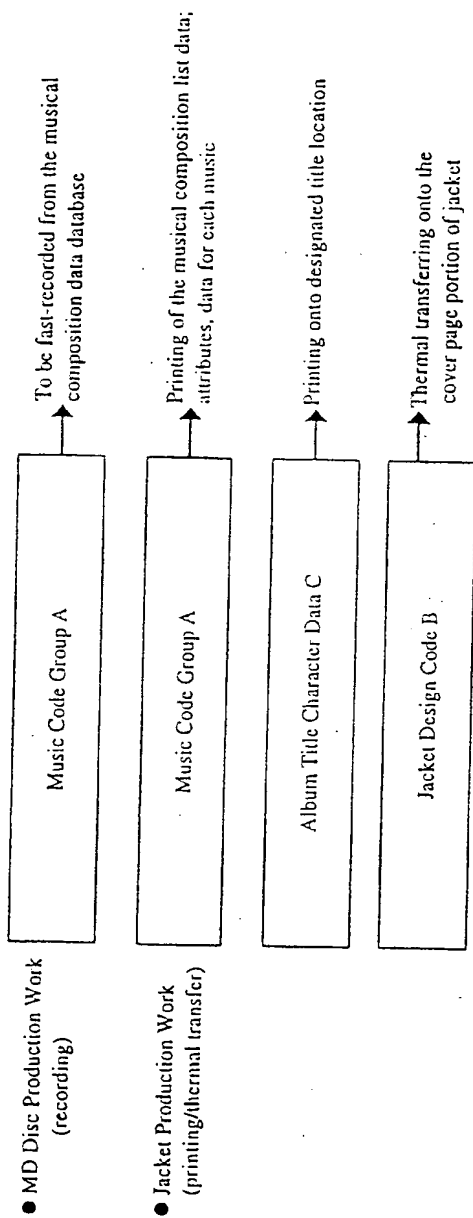 ● MD Disc Production Work
(recording)
Music Code Group A
To be fast-recorded from the musical
composition data database
● Jacket Production Work
(printing/thermal transfer)
Music Code Group A
Printing of the musical composition list data;
attributes, data for each music
Album Title Character Data C
Printing onto designated title location
Jacket Design Code B
Thermal transferring onto the
cover page portion of jacket